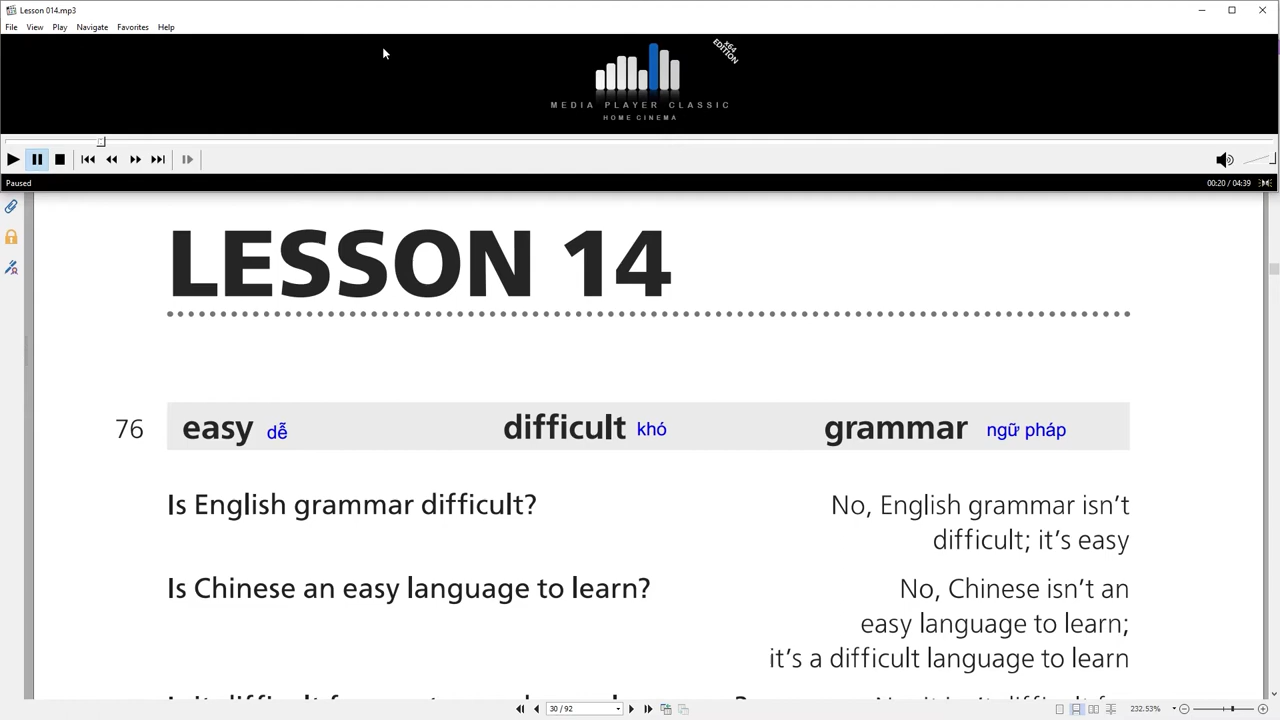 Lesson 014.mp3
File View Play Navigate Favorites Help
x64
EDITION
MEDIA PLAYER CLASSIC
HOME CINEMA
Paused
00:20 / 04:39
LESSON 14
76 easy dễ difficult khó grammar ngữ pháp
Is English grammar difficult? No, English grammar isn't
difficult; it's easy
Is Chinese an easy language to learn? No, Chinese isn't an
easy language to learn;
it's a difficult language to learn
30 / 92
232.53%